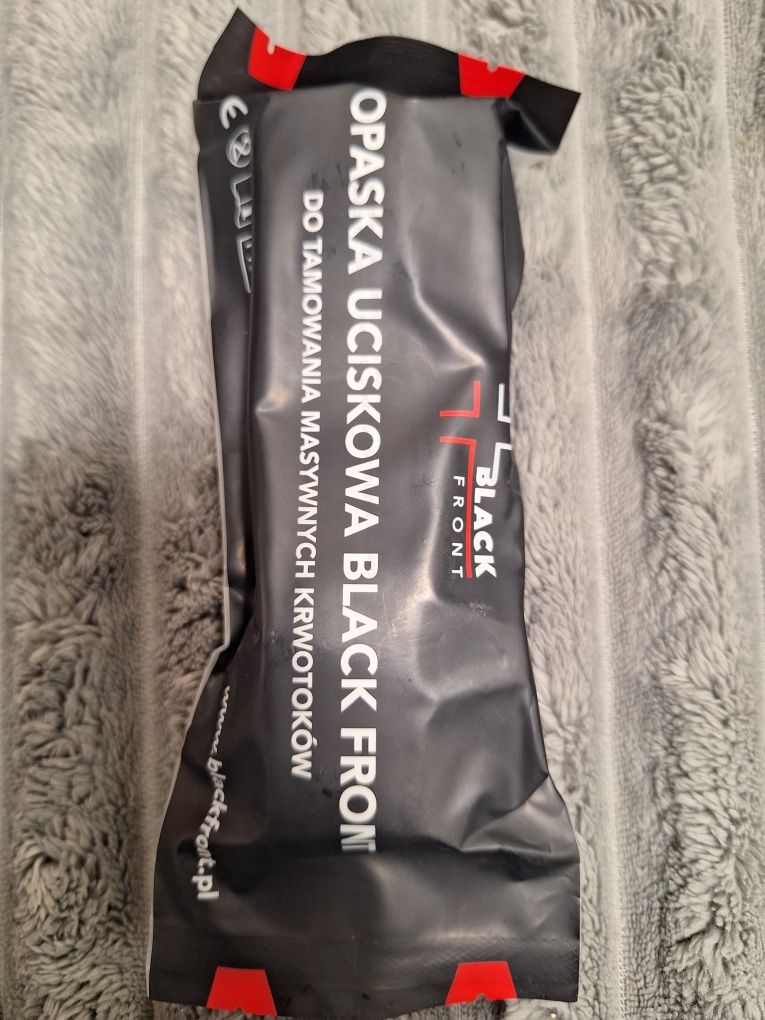 BLACK
FRONT
OPASKA UCISKOWA BLACK FRONT
DO TAMOWANIA MASYWNYCH KRWOTOKÓW
www.blackfront.pl